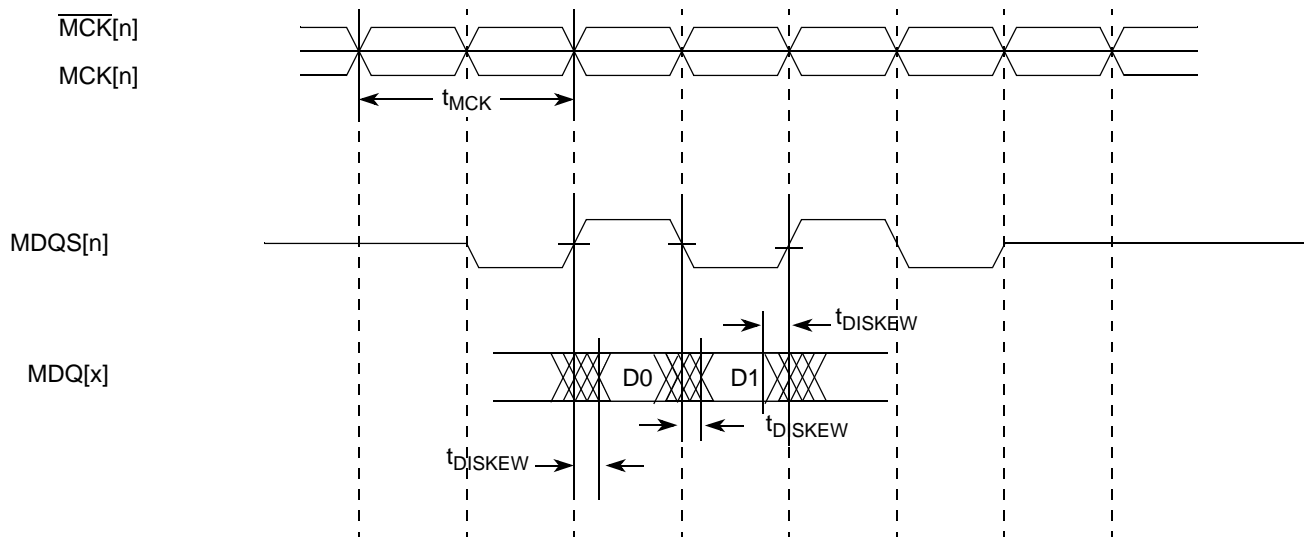 MCK[n]
MCK[n]
tMCK
MDQS[n]
tDISKEW
MDQ[x]
D0
D1
tDISKEW
tDISKEW